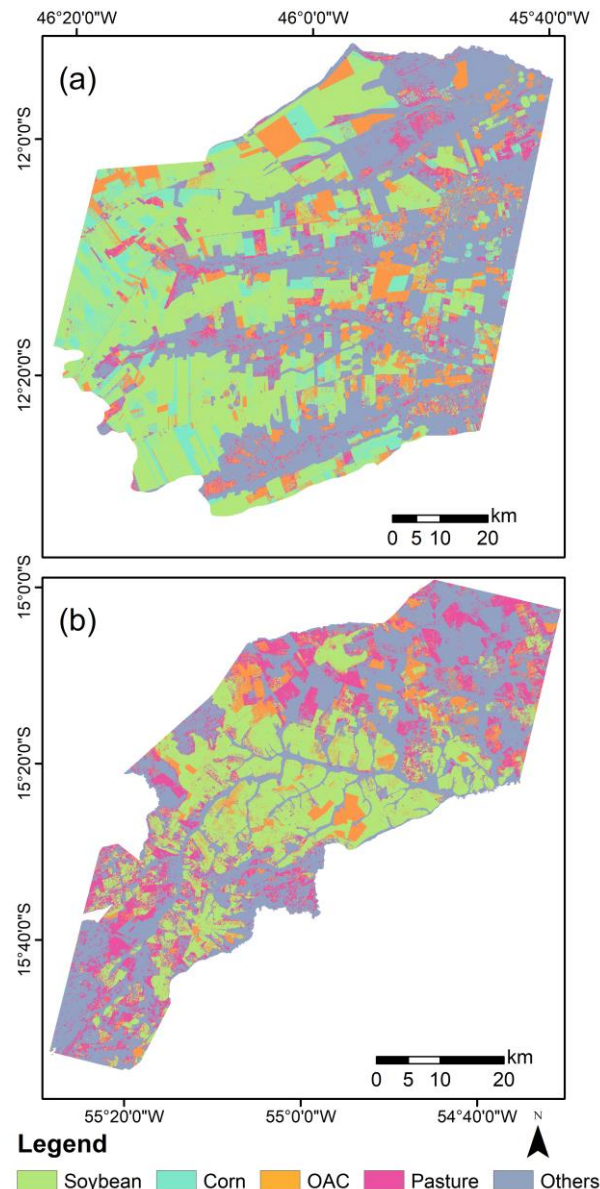 46°20'0"W 46°0'0"W 45°40'0"W
(a)
12°0'0"S
12°20'0"S
km
0 5 10 20
15°0'0"S
(b)
15°20'0"S
15°40'0"S
km
0 5 10 20
55°20'0"W 55°0'0"W 54°40'0"W
N
Legend
Soybean Corn OAC Pasture Others